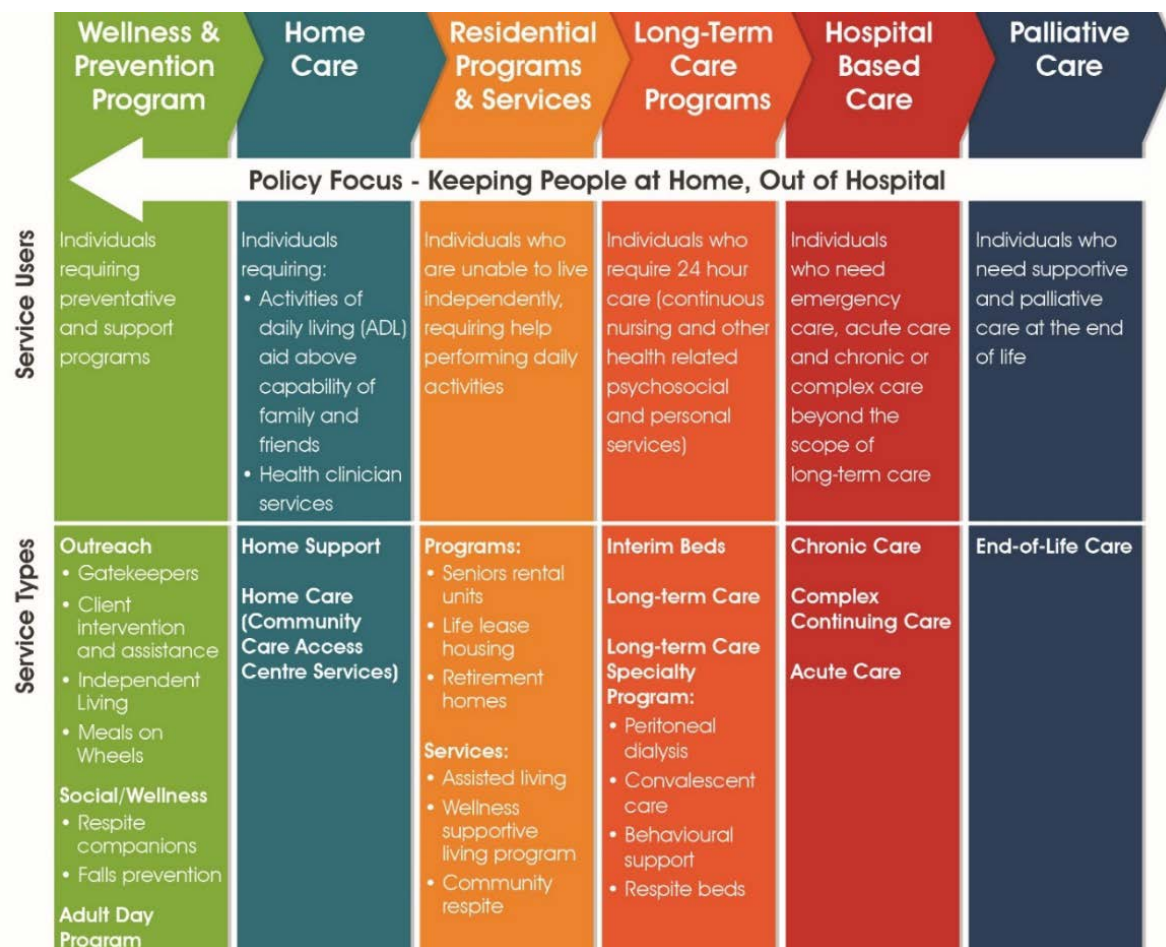 Wellness &
Prevention
Program
Home
Care
Residential
Programs
& Services
Long-Term
Care
Programs
Hospital
Based
Care
Palliative
Care
Policy Focus - Keeping People at Home, Out of Hospital
Service Users
Individuals
requiring
preventative
and support
programs
Individuals
requiring:
• Activities of
daily living (ADL)
aid above
capability of
family and
friends
• Health clinician
services
Individuals who
are unable to live
independently,
requiring help
performing daily
activities
Individuals who
require 24 hour
care (continuous
nursing and other
health related
psychosocial
and personal
services)
Individuals
who need
emergency
care, acute care
and chronic or
complex care
beyond the
scope of
long-term care
Individuals who
need supportive
and palliative
care at the end
of life
Service Types
Outreach
• Gatekeepers
• Client
intervention
and assistance
• Independent
Living
• Meals on
Wheels
Social/Wellness
• Respite
companions
• Falls prevention
Adult Day
Program
Home Support
Home Care
(Community
Care Access
Centre Services)
Programs:
• Seniors rental
units
• Life lease
housing
• Retirement
homes
Services:
• Assisted living
• Wellness
supportive
living program
• Community
respite
Interim Beds
Long-term Care
Long-term Care
Specialty
Program:
• Peritoneal
dialysis
• Convalescent
care
• Behavioural
support
• Respite beds
Chronic Care
Complex
Continuing Care
Acute Care
End-of-Life Care